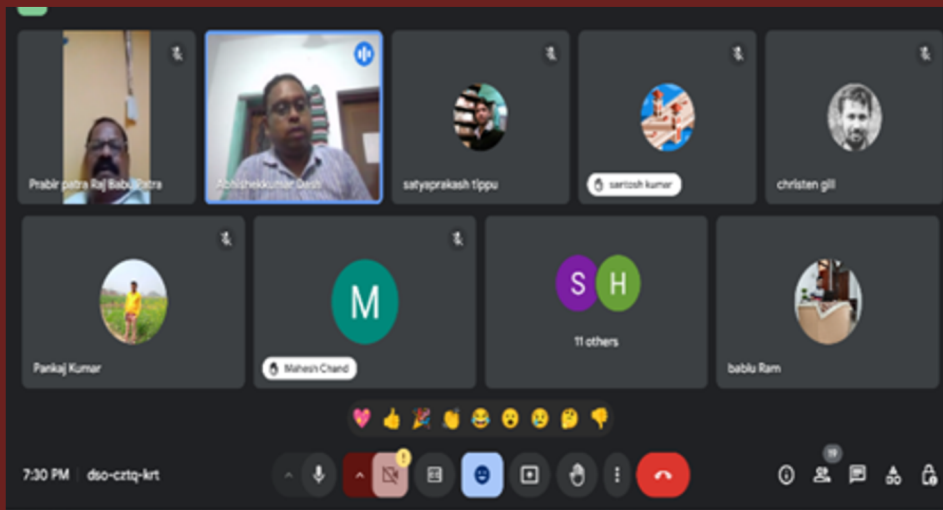 Prabir patra Raj Babu Patra
Abhishekkumar Dash
satyaprakash tippu
santosh kumar
christen gill
Pankaj Kumar
M
Mahesh Chand
S H
11 others
bablu Ram
19
7:30 PM | dso-cztq-krt